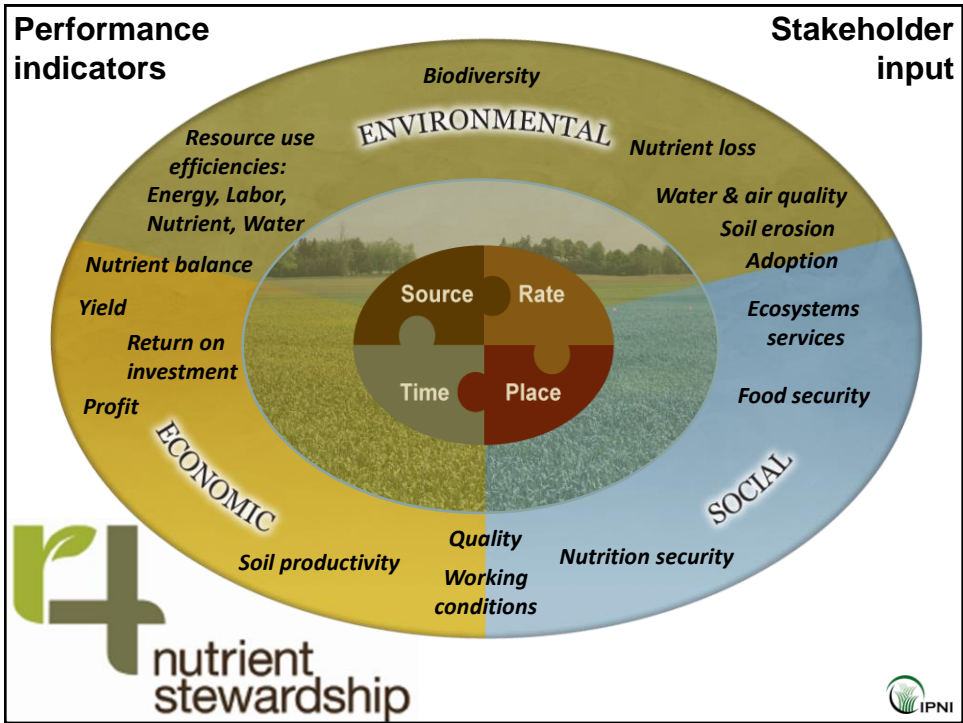 Performance
indicators
Stakeholder
input
Biodiversity
ENVIRONMENTAL
Resource use
efficiencies:
Energy, Labor,
Nutrient, Water
Nutrient loss
Water & air quality
Soil erosion
Nutrient balance
Adoption
Yield
Return on
investment
Profit
Source
Rate
Time
Place
Ecosystems
services
Food security
ECONOMIC
SOCIAL
Soil productivity
Quality
Working
conditions
Nutrition security
r4
nutrient
stewardship
IPNI